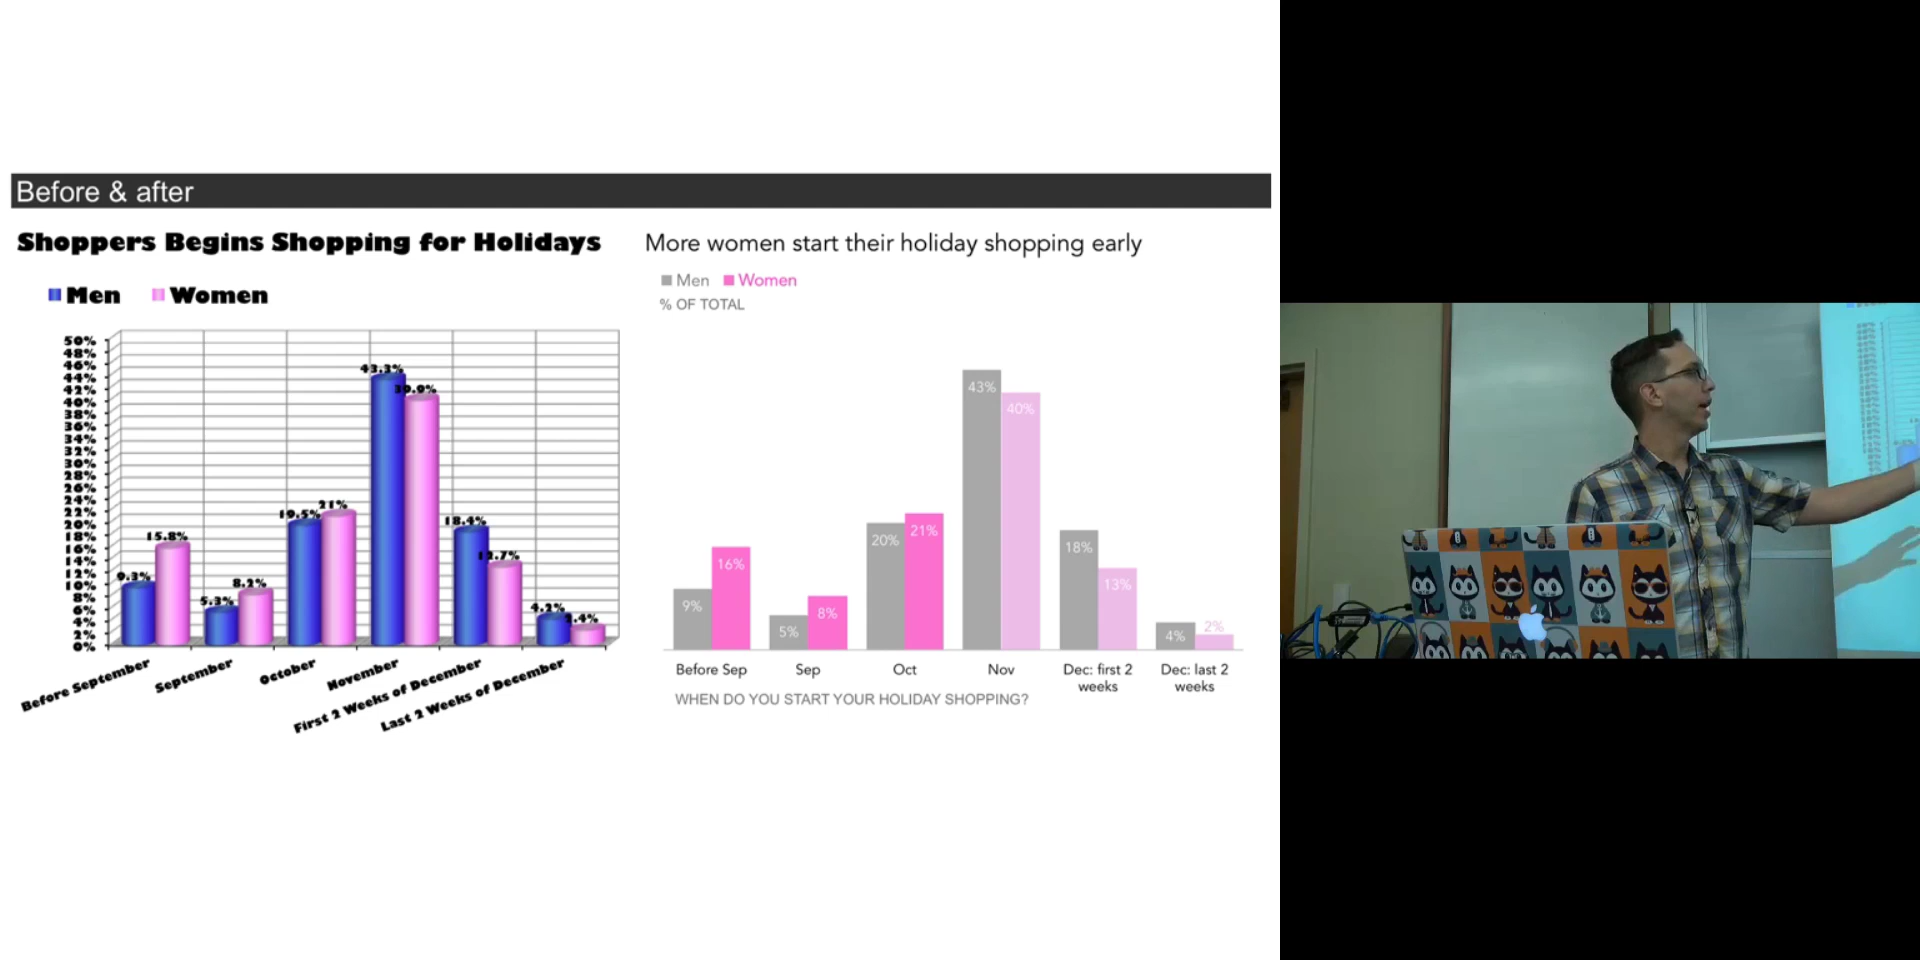 Before & after
Shoppers Begins Shopping for Holidays
Men Women
50%
48%
46%
44%
42%
40%
38%
36%
34%
32%
30%
28%
26%
24%
22%
20%
18%
16%
14%
12%
10%
8%
6%
4%
2%
0%
9.3%
15.8%
5.3%
8.2%
19.5%
21%
43.3%
39.9%
18.4%
12.7%
4.2%
2.4%
Before September
September
October
November
First 2 Weeks of December
Last 2 Weeks of December
More women start their holiday shopping early
Men Women
% OF TOTAL
9%
16%
5%
8%
20%
21%
43%
40%
18%
13%
4%
2%
Before Sep
Sep
Oct
Nov
Dec: first 2
weeks
Dec: last 2
weeks
WHEN DO YOU START YOUR HOLIDAY SHOPPING?